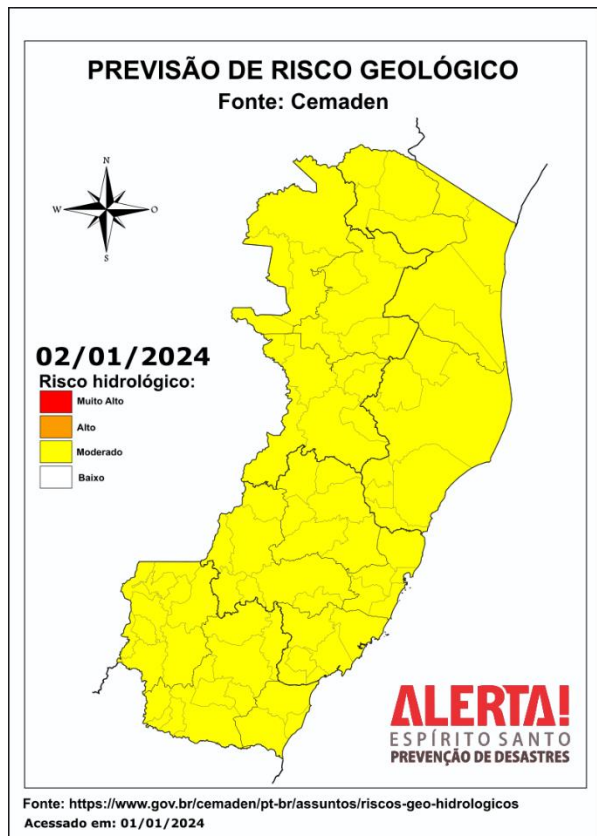 PREVISÃO DE RISCO GEOLÓGICO
Fonte: Cemaden
N
W
O
S
02/01/2024
Risco hidrológico:
Muito Alto
Alto
Moderado
Baixo
ALERTA!
ESPÍRITO SANTO
PREVENÇÃO DE DESASTRES
Fonte: https://www.gov.br/cemaden/pt-br/assuntos/riscos-geo-hidrologicos
Acessado em: 01/01/2024